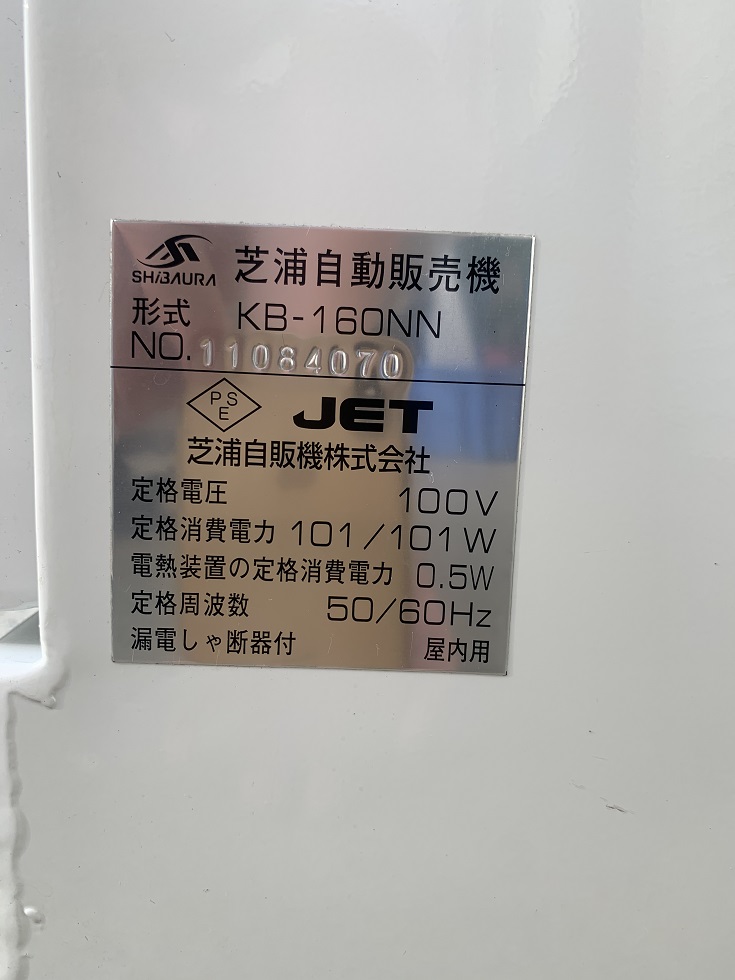 SHIBAURA 芝浦自動販売機
形式 KB-160NN
NO. 11084070
PSE JET
芝浦自販機株式会社
定格電圧 100V
定格消費電力 101/101W
電熱装置の定格消費電力 0.5W
定格周波数 50/60Hz
漏電しゃ断器付 屋内用